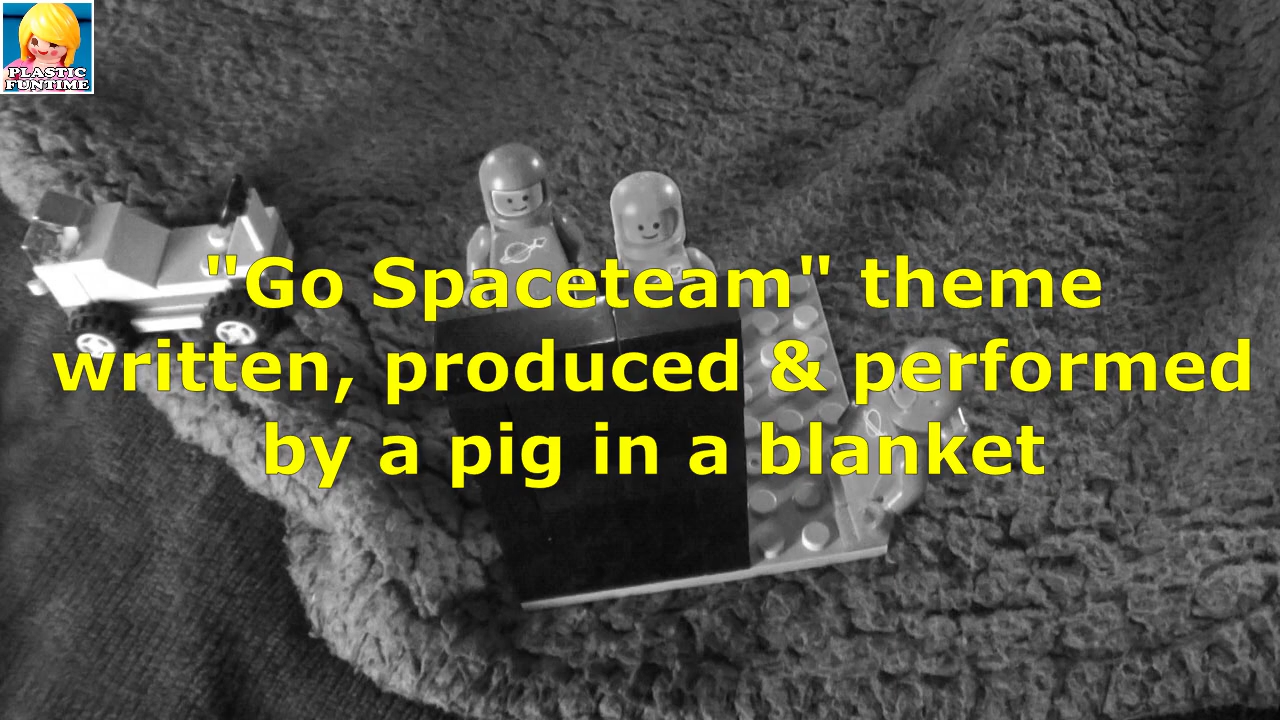 PLASTIC
FUNTIME
"Go Spaceteam" theme
written, produced & performed
by a pig in a blanket